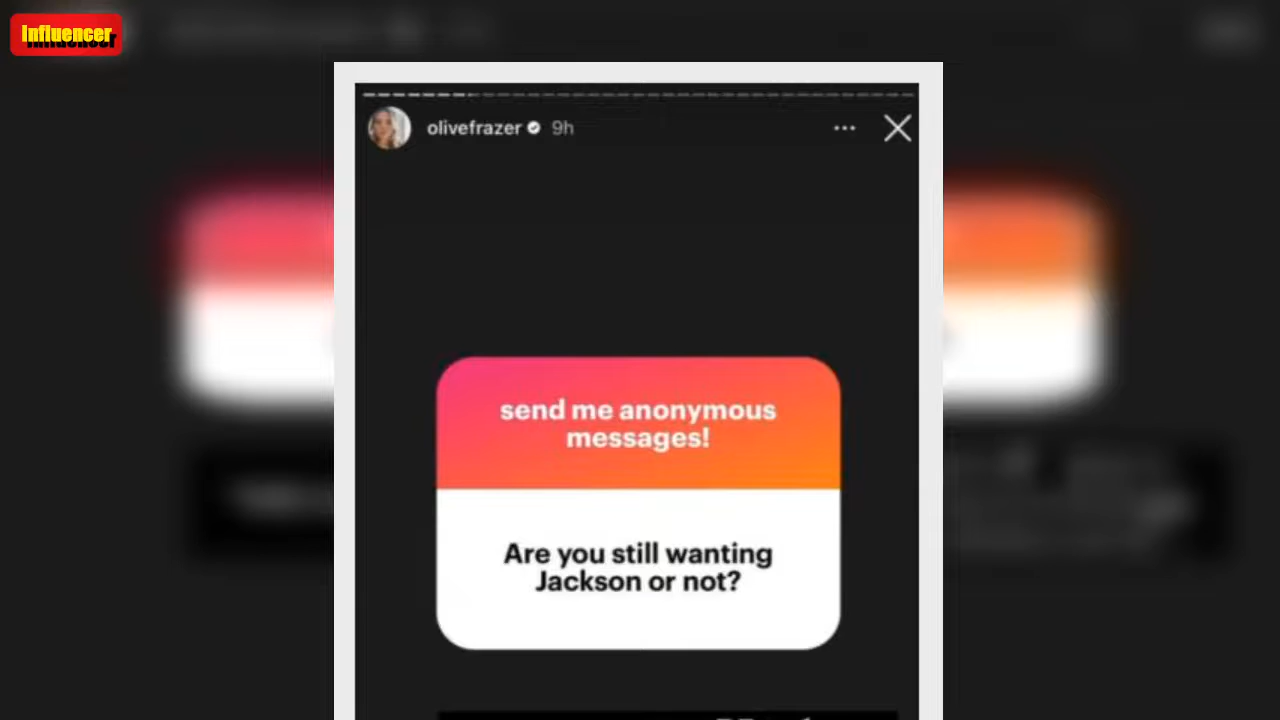 Influencer
olivefrazer 9h
send me anonymous
messages!
Are you still wanting
Jackson or not?